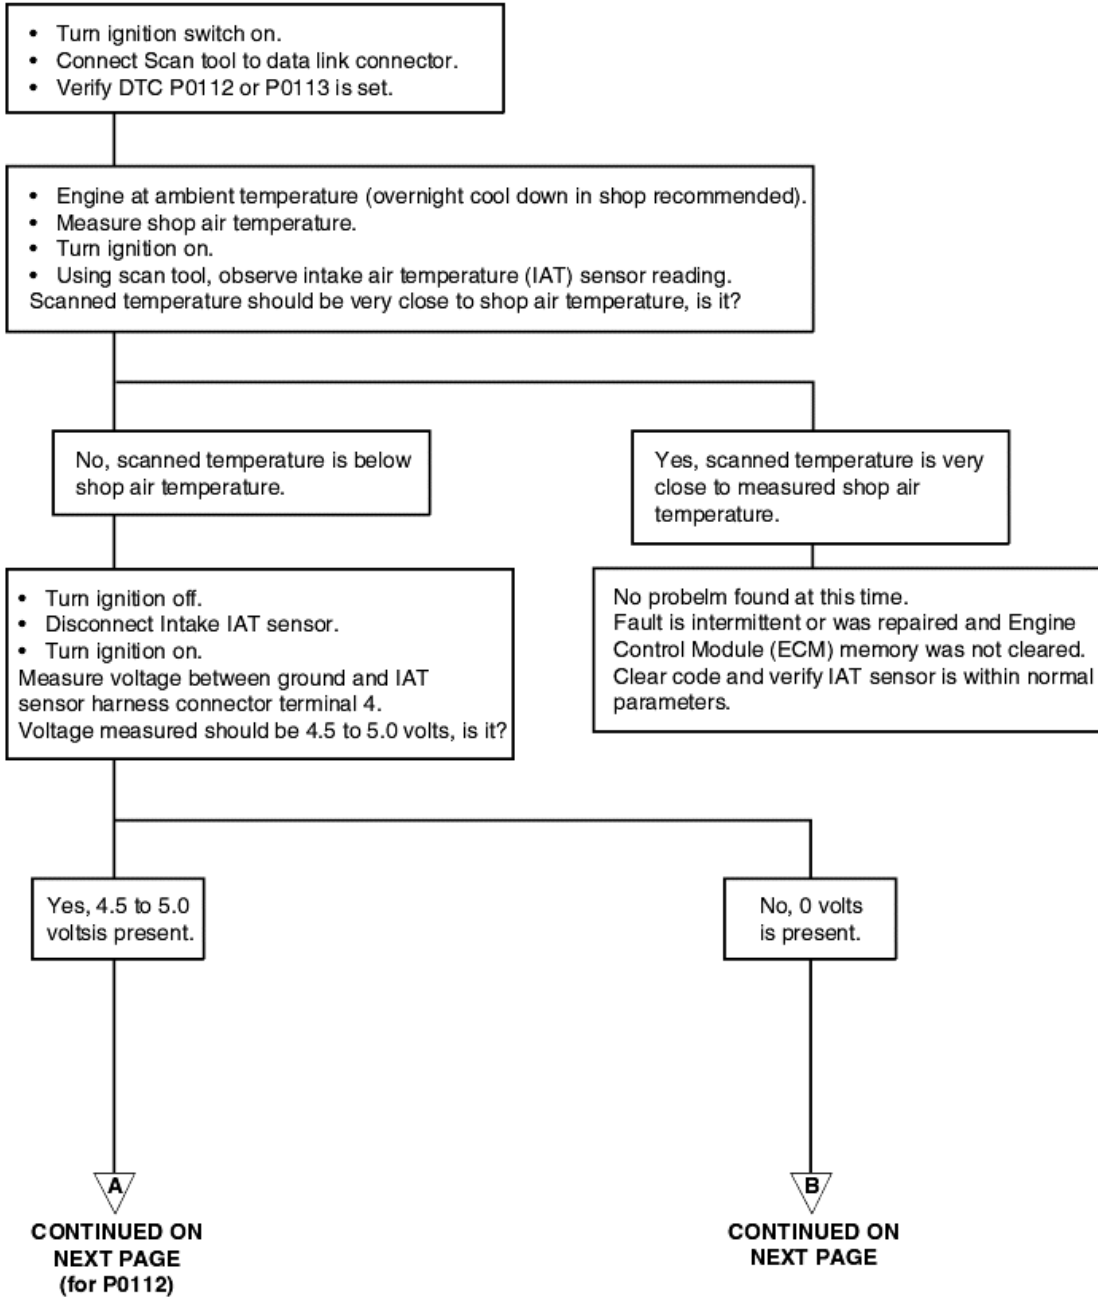 • Turn ignition switch on.
• Connect Scan tool to data link connector.
• Verify DTC P0112 or P0113 is set.
• Engine at ambient temperature (overnight cool down in shop recommended).
• Measure shop air temperature.
• Turn ignition on.
• Using scan tool, observe intake air temperature (IAT) sensor reading.
Scanned temperature should be very close to shop air temperature, is it?
No, scanned temperature is below
shop air temperature.
Yes, scanned temperature is very
close to measured shop air
temperature.
• Turn ignition off.
• Disconnect Intake IAT sensor.
• Turn ignition on.
Measure voltage between ground and IAT
sensor harness connector terminal 4.
Voltage measured should be 4.5 to 5.0 volts, is it?
No probelm found at this time.
Fault is intermittent or was repaired and Engine
Control Module (ECM) memory was not cleared.
Clear code and verify IAT sensor is within normal
parameters.
Yes, 4.5 to 5.0
voltsis present.
No, 0 volts
is present.
A
CONTINUED ON
NEXT PAGE
(for P0112)
B
CONTINUED ON
NEXT PAGE